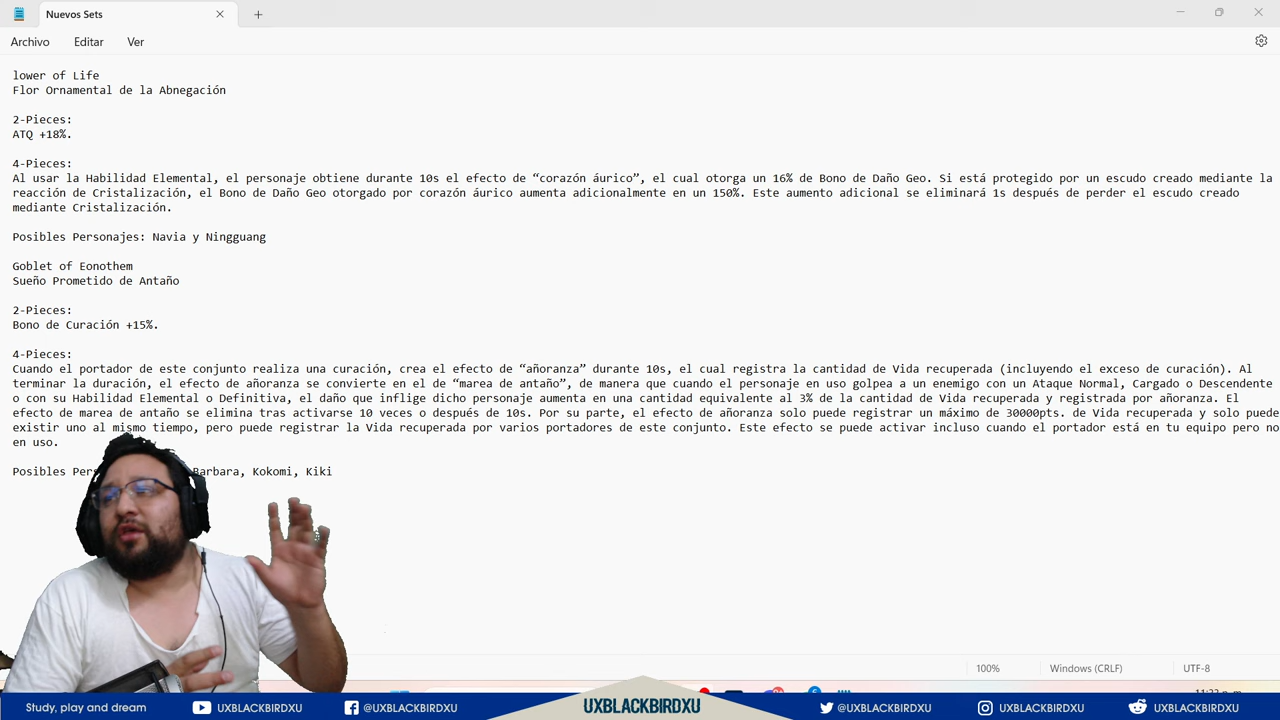 Nuevos Sets
Archivo Editar Ver
lower of Life
Flor Ornamental de la Abnegación
2-Pieces:
ATQ +18%.
4-Pieces:
Al usar la Habilidad Elemental, el personaje obtiene durante 10s el efecto de “corazón áurico”, el cual otorga un 16% de Bono de Daño Geo. Si está protegido por un escudo creado mediante la
reacción de Cristalización, el Bono de Daño Geo otorgado por corazón áurico aumenta adicionalmente en un 150%. Este aumento adicional se eliminará 1s después de perder el escudo creado
mediante Cristalización.
Posibles Personajes: Navia y Ningguang
Goblet of Eonothem
Sueño Prometido de Antaño
2-Pieces:
Bono de Curación +15%.
4-Pieces:
Cuando el portador de este conjunto realiza una curación, crea el efecto de “añoranza” durante 10s, el cual registra la cantidad de Vida recuperada (incluyendo el exceso de curación). Al
terminar la duración, el efecto de añoranza se convierte en el de “marea de antaño”, de manera que cuando el personaje en uso golpea a un enemigo con un Ataque Normal, Cargado o Descendente
o con su Habilidad Elemental o Definitiva, el daño que inflige dicho personaje aumenta en una cantidad equivalente al 3% de la cantidad de Vida recuperada y registrada por añoranza. El
efecto de marea de antaño se elimina tras activarse 10 veces o después de 10s. Por su parte, el efecto de añoranza solo puede registrar un máximo de 30000pts. de Vida recuperada y solo puede
existir uno al mismo tiempo, pero puede registrar la Vida recuperada por varios portadores de este conjunto. Este efecto se puede activar incluso cuando el portador está en tu equipo pero no
en uso.
Posibles Barbara, Kokomi, Kiki
100% Windows (CRLF) UTF-8
Study, play and dream UXBLACKBIRDXU @UXBLACKBIRDXU UXBLACKBIRDXU @UXBLACKBIRDXU UXBLACKBIRDXU UXBLACKBIRDXU